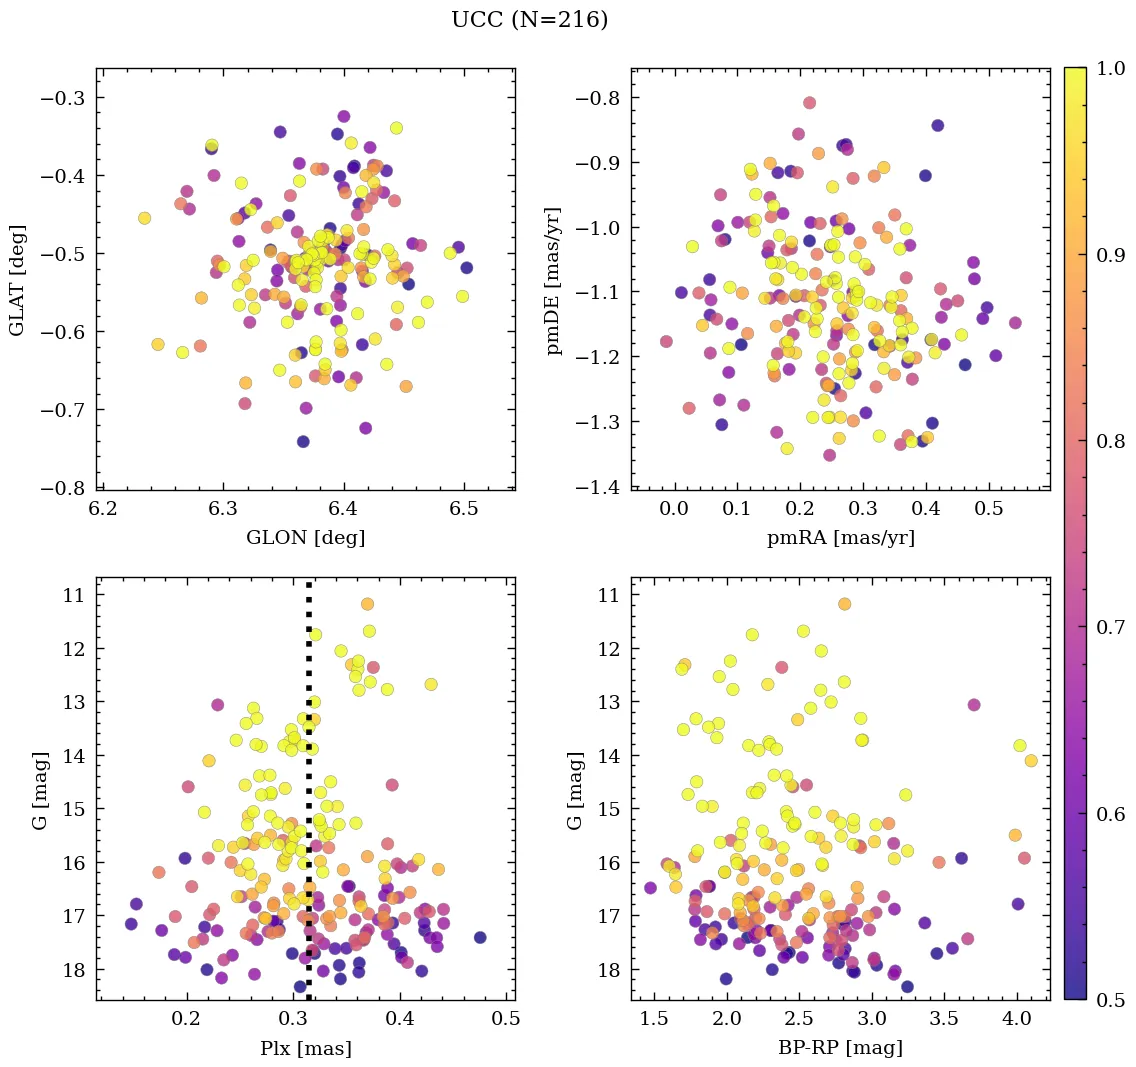 UCC (N=216)
−0.3
−0.4
−0.5
−0.6
−0.7
−0.8
GLAT [deg]
6.2 6.3 6.4 6.5
GLON [deg]
−0.8
−0.9
−1.0
−1.1
−1.2
−1.3
−1.4
pmDE [mas/yr]
0.0 0.1 0.2 0.3 0.4 0.5
pmRA [mas/yr]
11
12
13
14
15
16
17
18
G [mag]
0.2 0.3 0.4 0.5
Plx [mas]
11
12
13
14
15
16
17
18
G [mag]
1.5 2.0 2.5 3.0 3.5 4.0
BP-RP [mag]
1.0
0.9
0.8
0.7
0.6
0.5